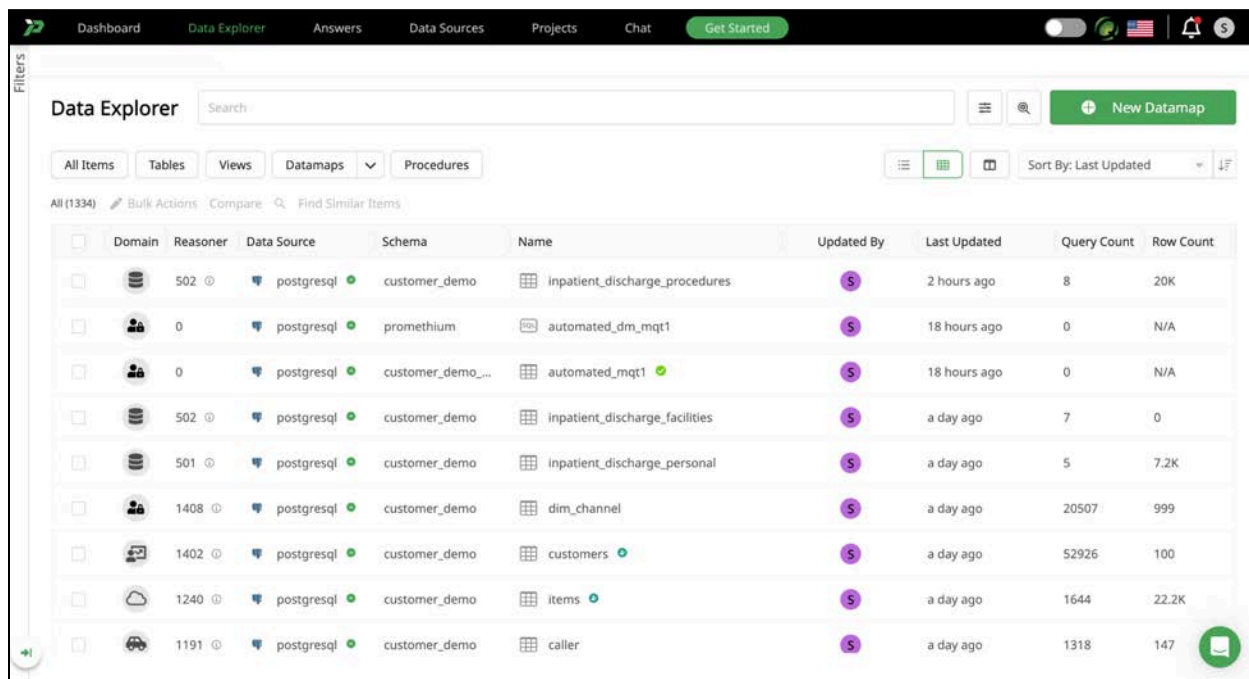 Dashboard Data Explorer Answers Data Sources Projects Chat Get Started S
Filters
Data Explorer Search New Datamap
All Items Tables Views Datamaps Procedures Sort By: Last Updated
All (1334) Bulk Actions Compare Find Similar Items
Domain Reasoner Data Source Schema Name Updated By Last Updated Query Count Row Count
502 postgresql customer_demo inpatient_discharge_procedures S 2 hours ago 8 20K
0 postgresql promethium SQL automated_dm_mqt1 S 18 hours ago 0 N/A
0 postgresql customer_demo_... automated_mqt1 S 18 hours ago 0 N/A
502 postgresql customer_demo inpatient_discharge_facilities S a day ago 7 0
501 postgresql customer_demo inpatient_discharge_personal S a day ago 5 7.2K
1408 postgresql customer_demo dim_channel S a day ago 20507 999
1402 postgresql customer_demo customers S a day ago 52926 100
1240 postgresql customer_demo items S a day ago 1644 22.2K
1191 postgresql customer_demo caller S a day ago 1318 147